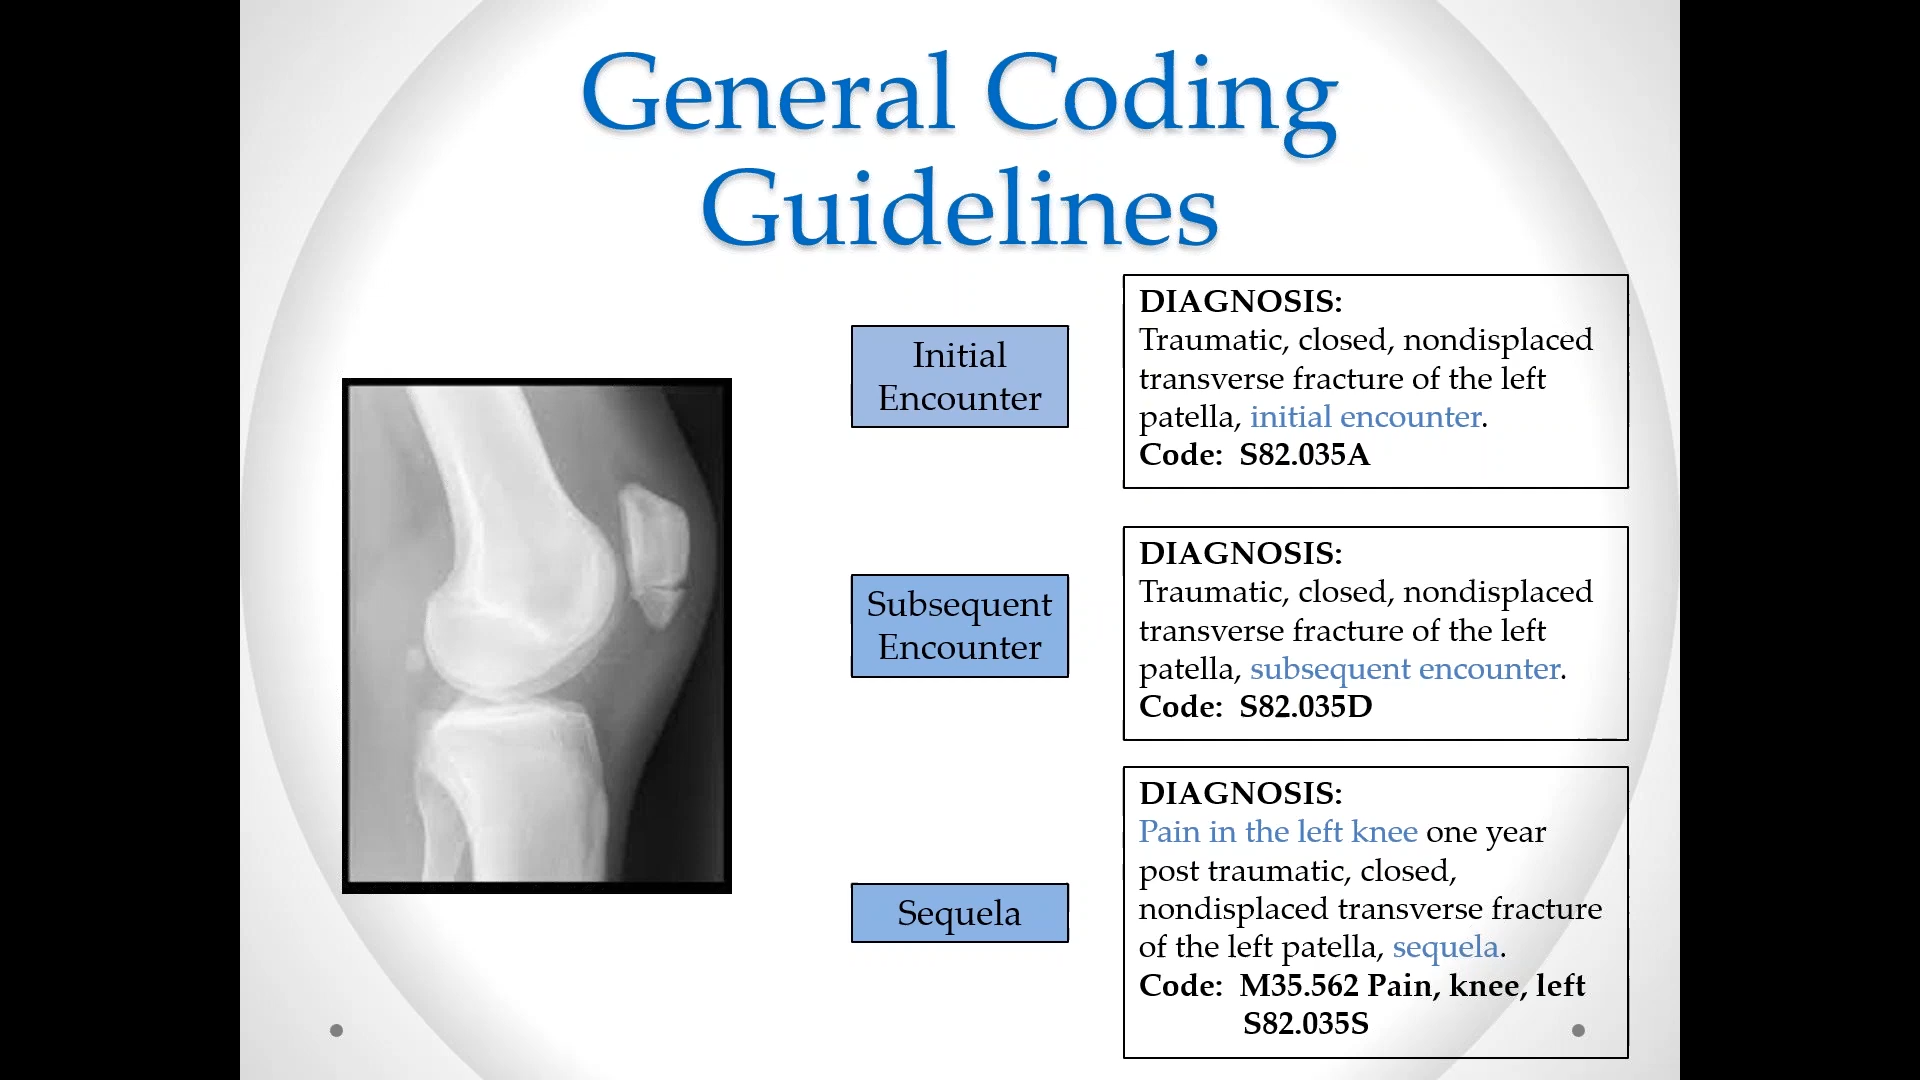 General Coding
Guidelines
Initial
Encounter
DIAGNOSIS:
Traumatic, closed, nondisplaced
transverse fracture of the left
patella, initial encounter.
Code: S82.035A
Subsequent
Encounter
DIAGNOSIS:
Traumatic, closed, nondisplaced
transverse fracture of the left
patella, subsequent encounter.
Code: S82.035D
Sequela
DIAGNOSIS:
Pain in the left knee one year
post traumatic, closed,
nondisplaced transverse fracture
of the left patella, sequela.
Code: M35.562 Pain, knee, left
S82.035S